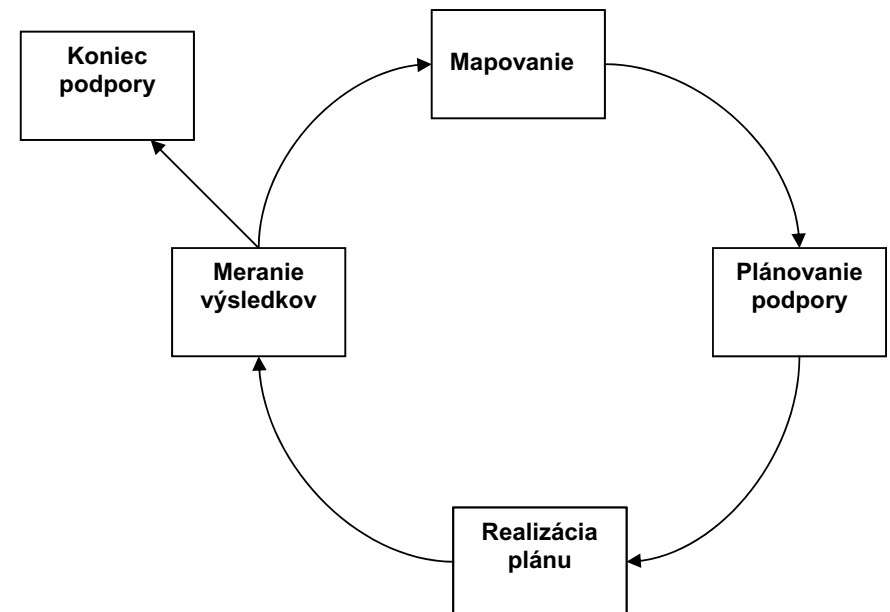 Koniec
podpory
Mapovanie
Meranie
výsledkov
Plánovanie
podpory
Realizácia
plánu